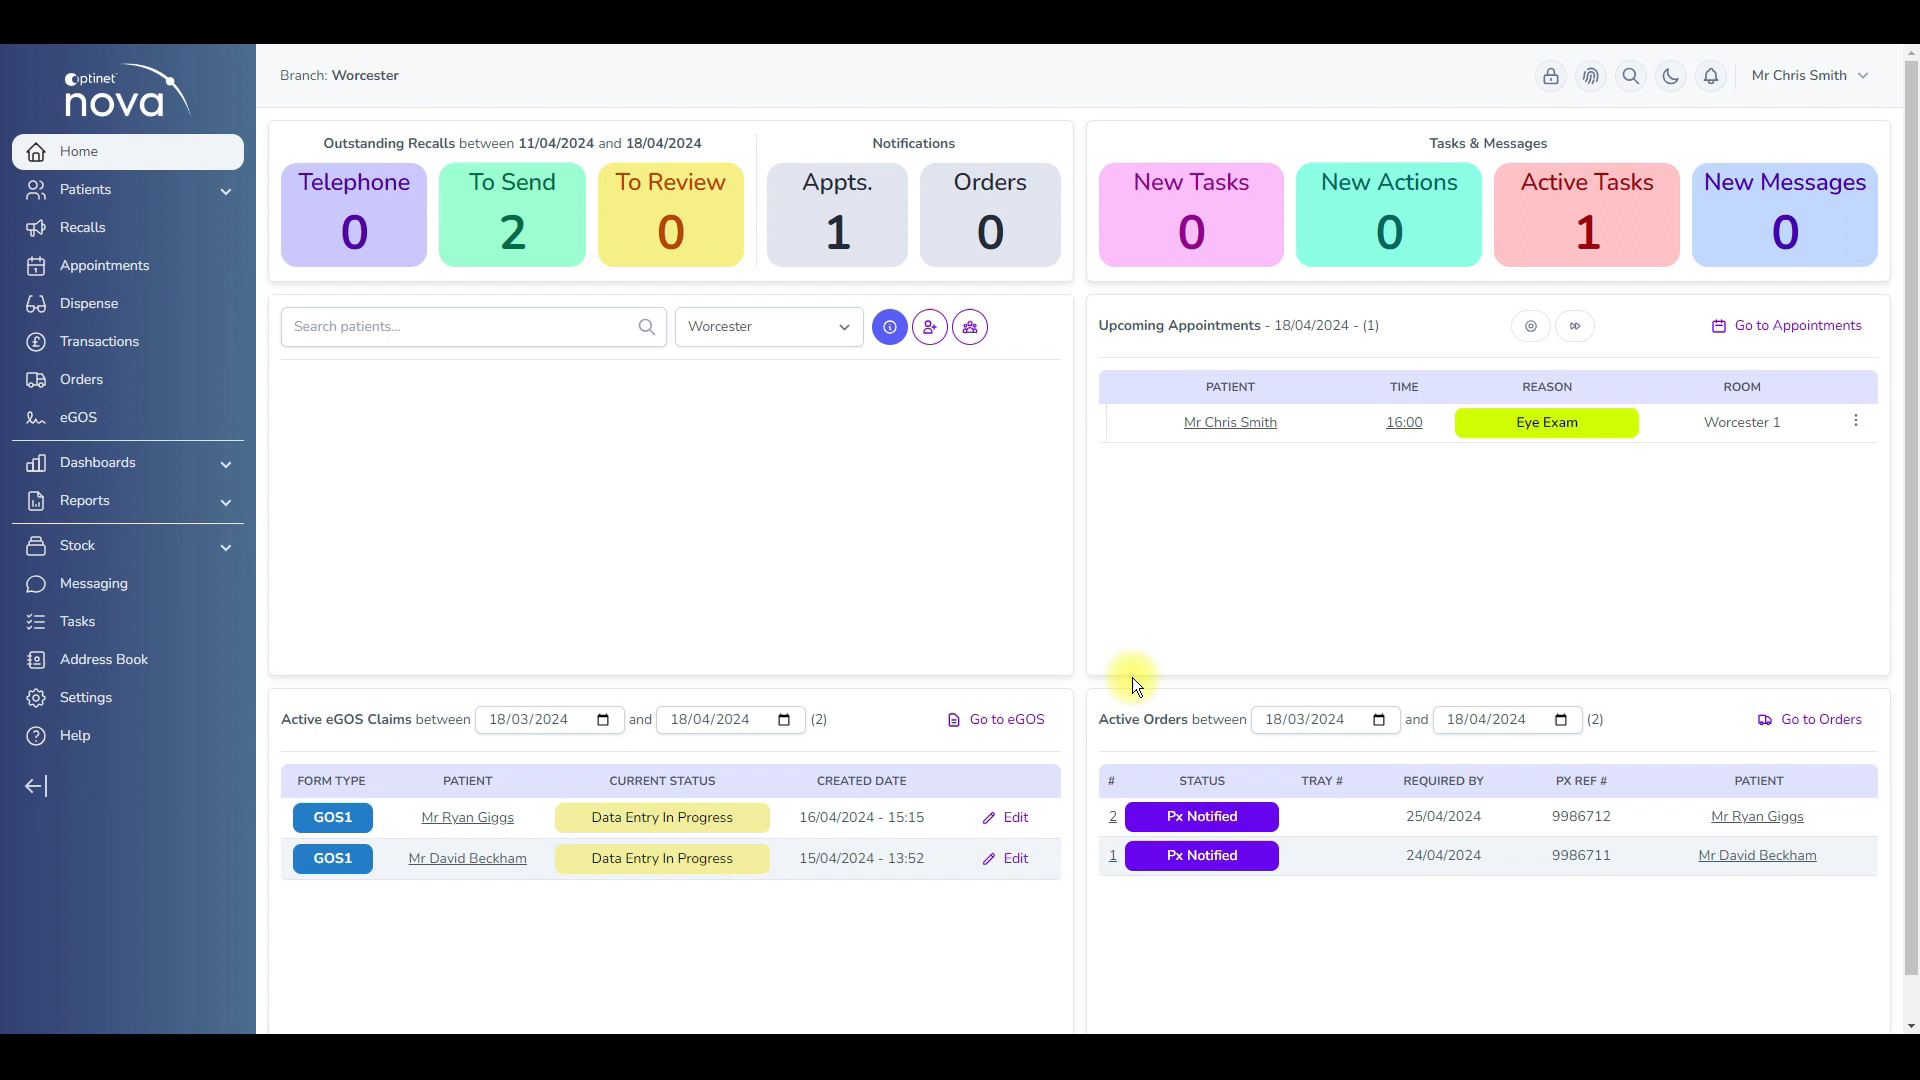 Optinet
nova
Home
Patients
Recalls
Appointments
Dispense
Transactions
Orders
eGOS
Dashboards
Reports
Stock
Messaging
Tasks
Address Book
Settings
Help
Branch: Worcester
Mr Chris Smith
Outstanding Recalls between 11/04/2024 and 18/04/2024
Telephone
0
To Send
2
To Review
0
Notifications
Appts.
1
Orders
0
Tasks & Messages
New Tasks
0
New Actions
0
Active Tasks
1
New Messages
0
Search patients...
Worcester
Upcoming Appointments - 18/04/2024 - (1)
Go to Appointments
PATIENT TIME REASON ROOM
Mr Chris Smith 16:00 Eye Exam Worcester 1
Active eGOS Claims between 18/03/2024 and 18/04/2024 (2)
Go to eGOS
FORM TYPE PATIENT CURRENT STATUS CREATED DATE
GOS1 Mr Ryan Giggs Data Entry In Progress 16/04/2024 - 15:15 Edit
GOS1 Mr David Beckham Data Entry In Progress 15/04/2024 - 13:52 Edit
Active Orders between 18/03/2024 and 18/04/2024 (2)
Go to Orders
# STATUS TRAY # REQUIRED BY PX REF # PATIENT
2 Px Notified 25/04/2024 9986712 Mr Ryan Giggs
1 Px Notified 24/04/2024 9986711 Mr David Beckham